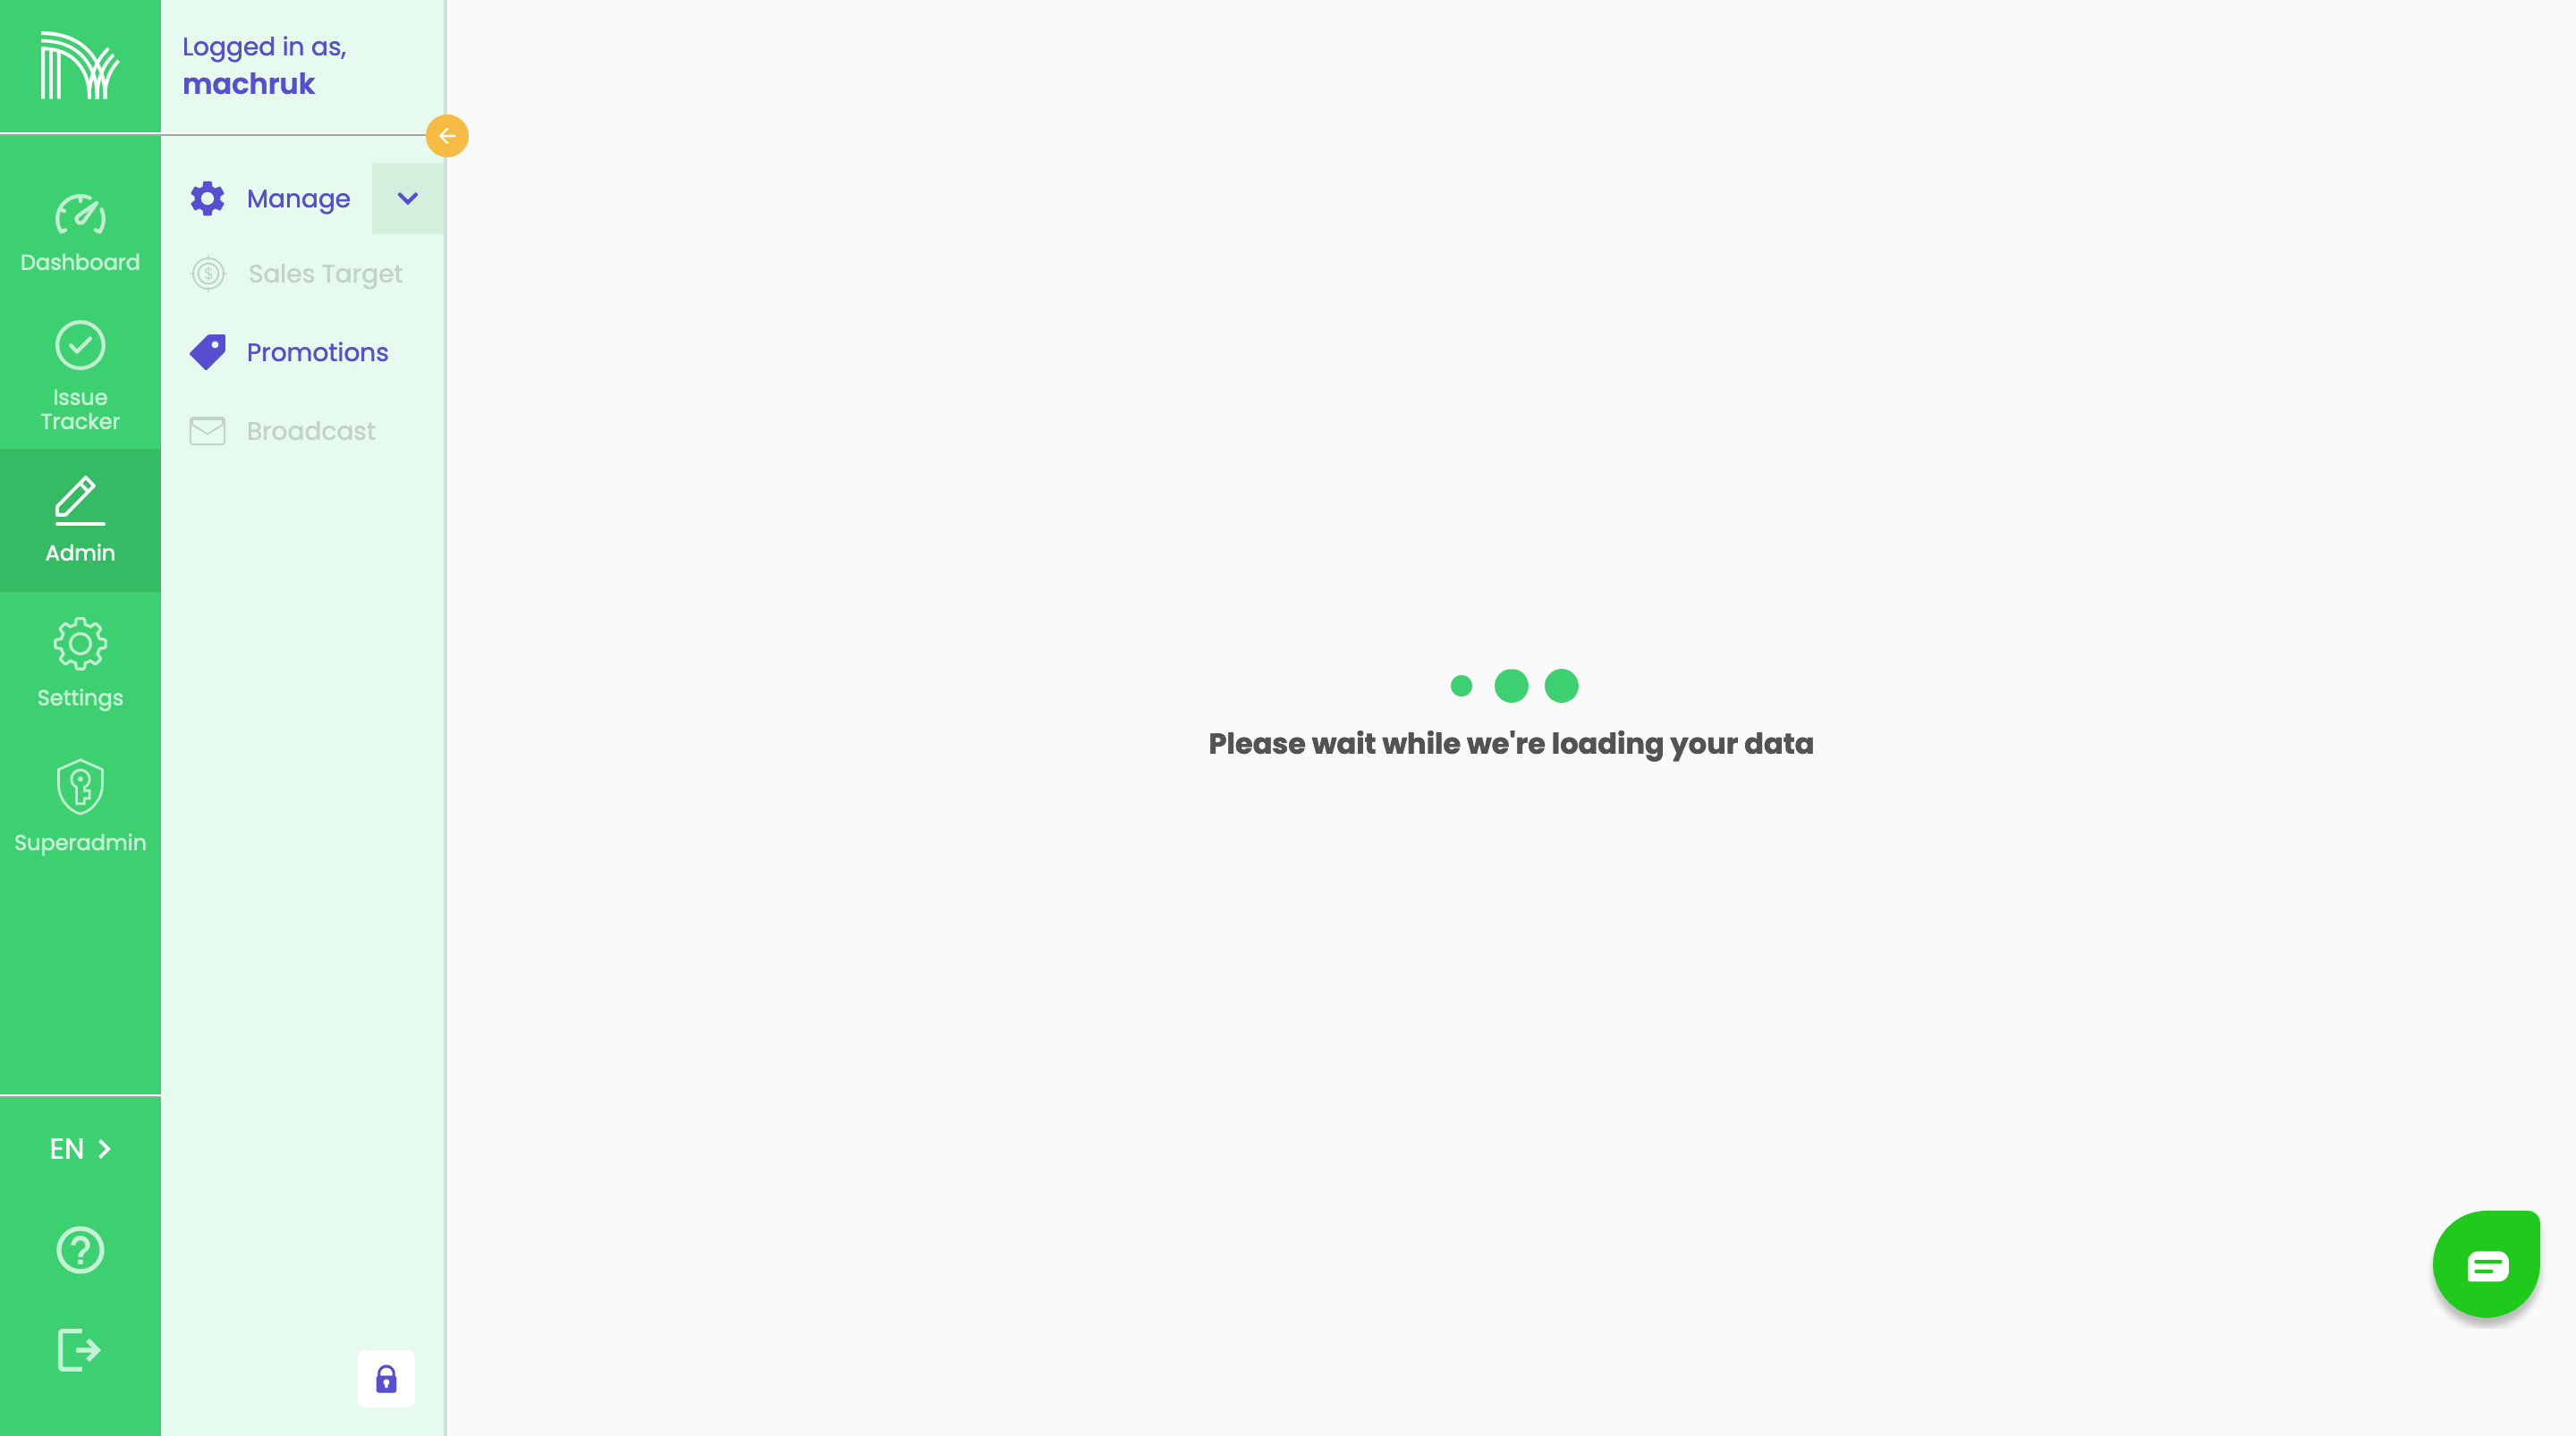 Logged in as,
machruk
Dashboard
Issue
Tracker
Admin
Settings
Superadmin
EN
Manage
Sales Target
$
Promotions
Broadcast
Please wait while we're loading your data